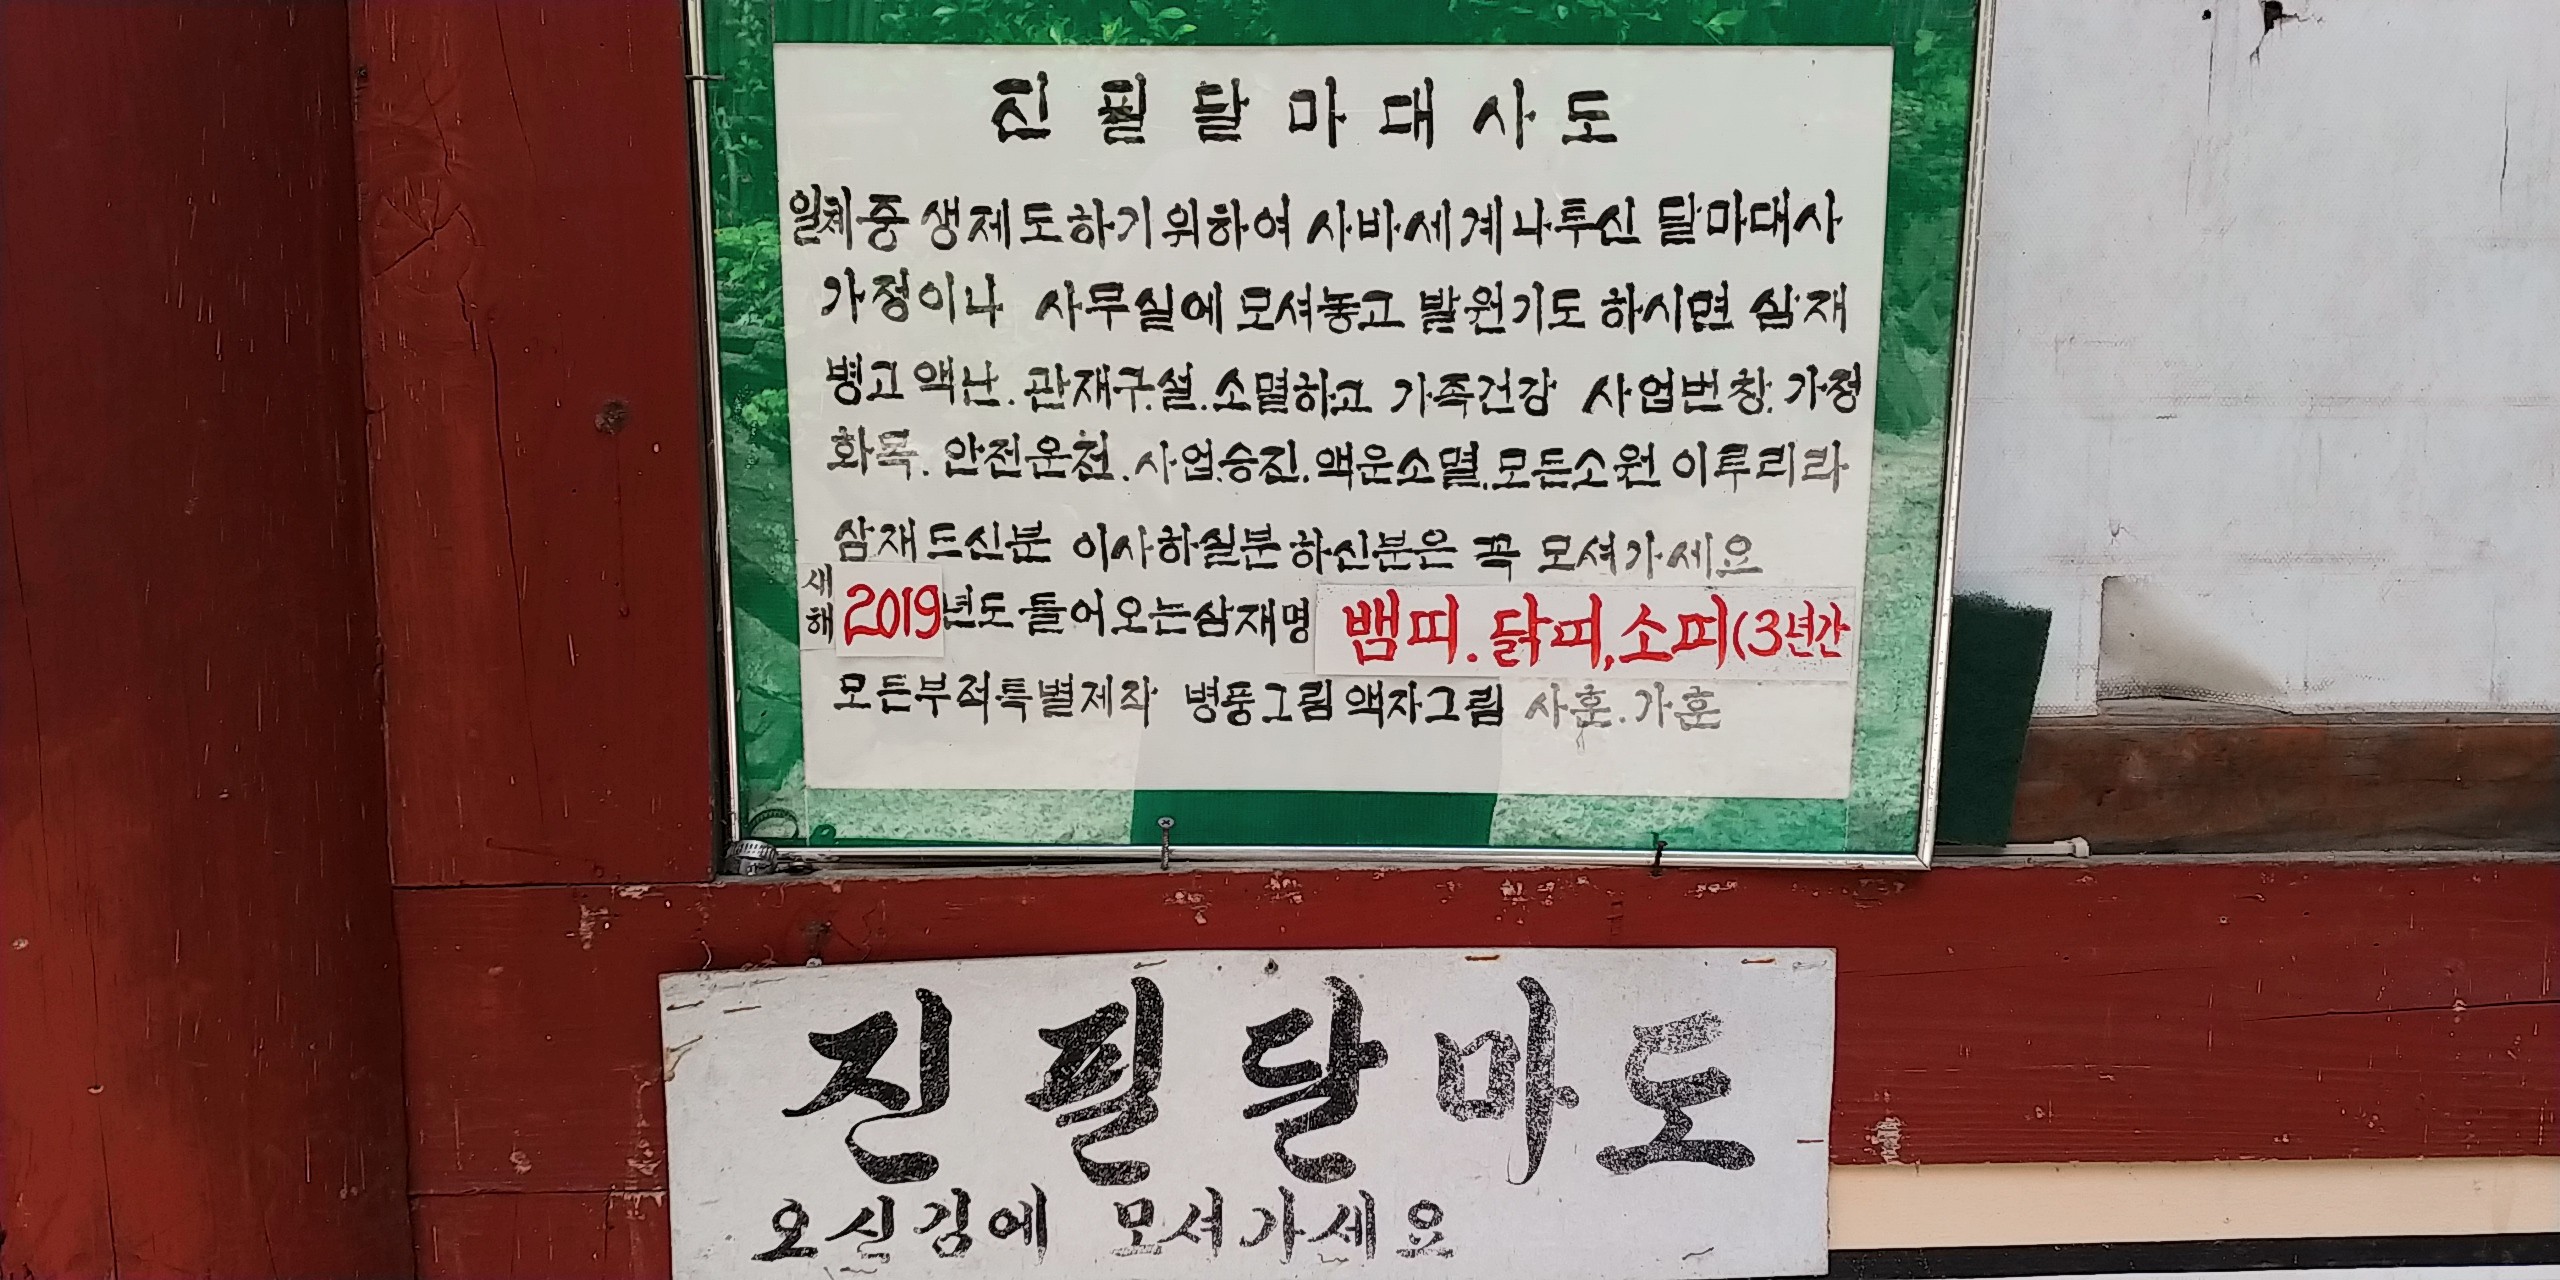 진필달마대사도
일체중생제도하기위하여 사바세계나투신 달마대사
가정이나 사무실에 모셔놓고 발원기도 하시면 삼재
병고액난. 관재구설. 소멸하고 가족건강 사업번창. 가정
화목. 안전운전. 사업승진. 액운소멸. 모든소원 이루리라
삼재드신분 이사하실분 하신분은 꼭 모셔가세요
새해 2019년도 들어오는삼재명 뱀띠. 닭띠, 소띠(3년간
모든부적특별제작 병풍그림 액자그림 사훈. 가훈
진필달마도
오신김에 모셔가세요